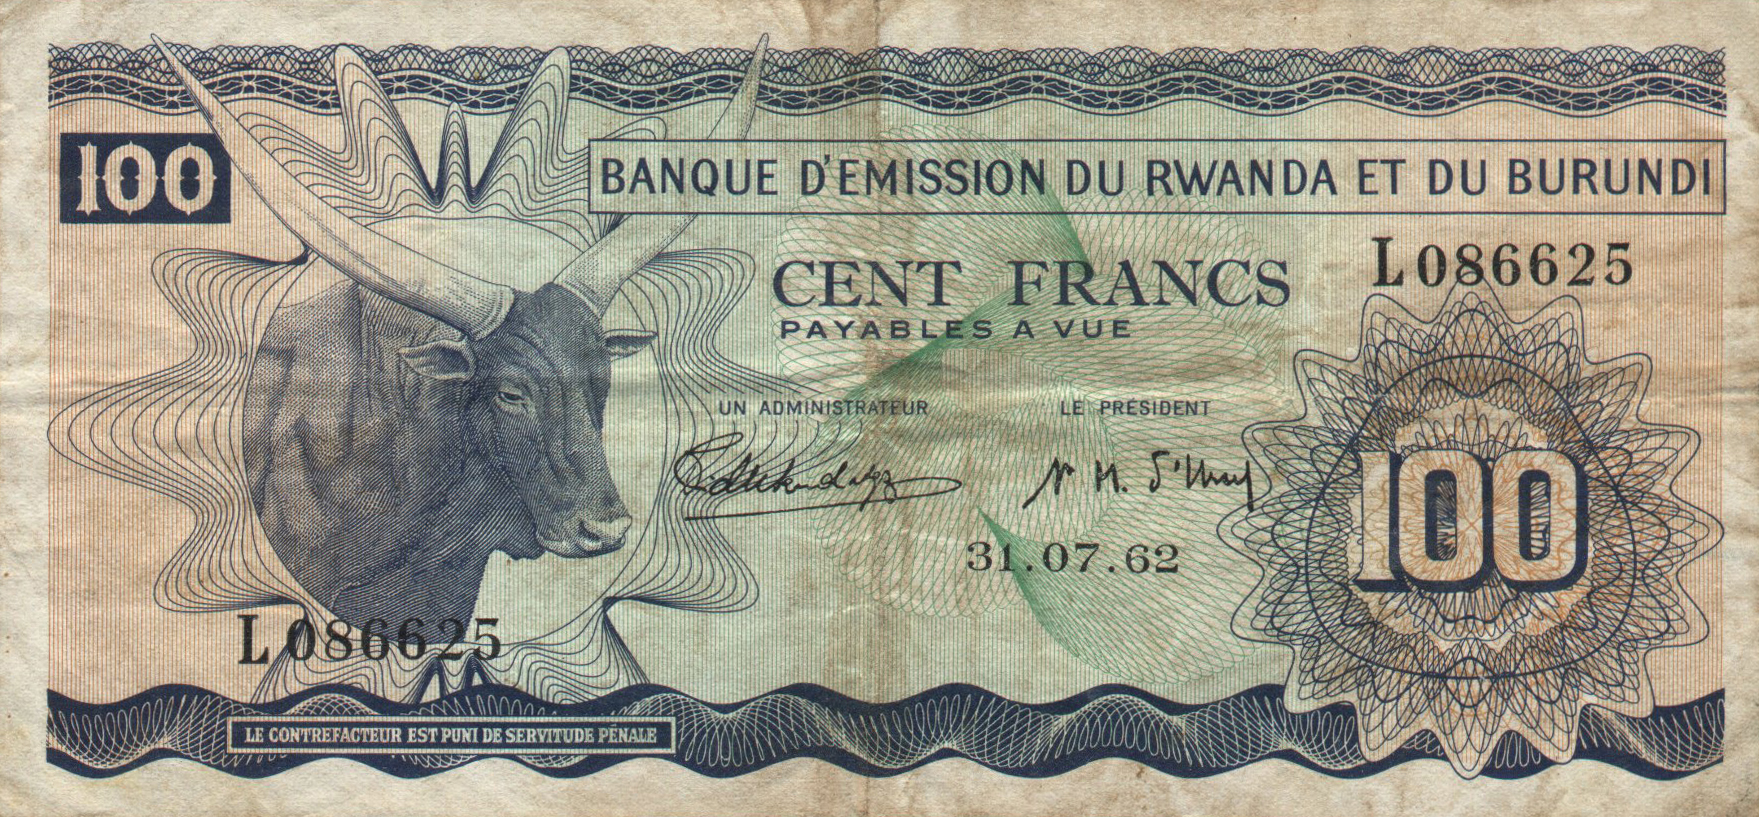 100
BANQUE D'EMISSION DU RWANDA ET DU BURUNDI
L086625
CENT FRANCS
PAYABLES A VUE
UN ADMINISTRATEUR
LE PRÉSIDENT
31.07.62
100
L086625
LE CONTREFACTEUR EST PUNI DE SERVITUDE PÉNALE